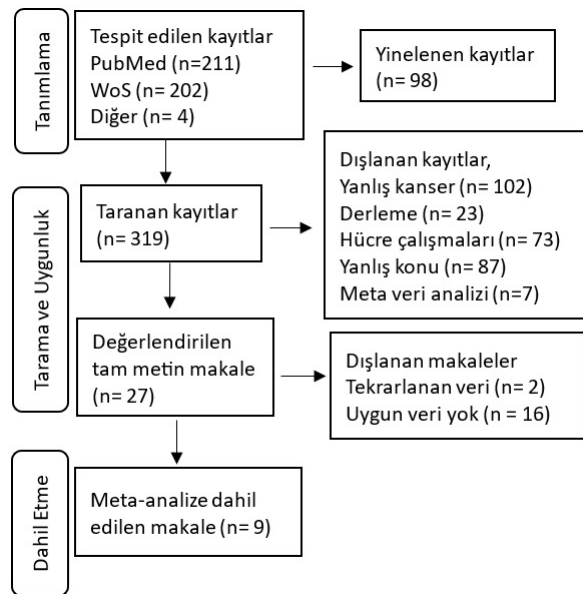 Tanımlama
Tespit edilen kayıtlar
PubMed (n=211)
WoS (n= 202)
Diğer (n= 4)
Yinelenen kayıtlar
(n= 98)
Tarama ve Uygunluk
Taranan kayıtlar
(n= 319)
Dışlanan kayıtlar,
Yanlış kanser (n= 102)
Derleme (n= 23)
Hücre çalışmaları (n= 73)
Yanlış konu (n= 87)
Meta veri analizi (n=7)
Değerlendirilen
tam metin makale
(n= 27)
Dışlanan makaleler
Tekrarlanan veri (n= 2)
Uygun veri yok (n = 16)
Dahil Etme
Meta-analize dahil
edilen makale (n= 9)